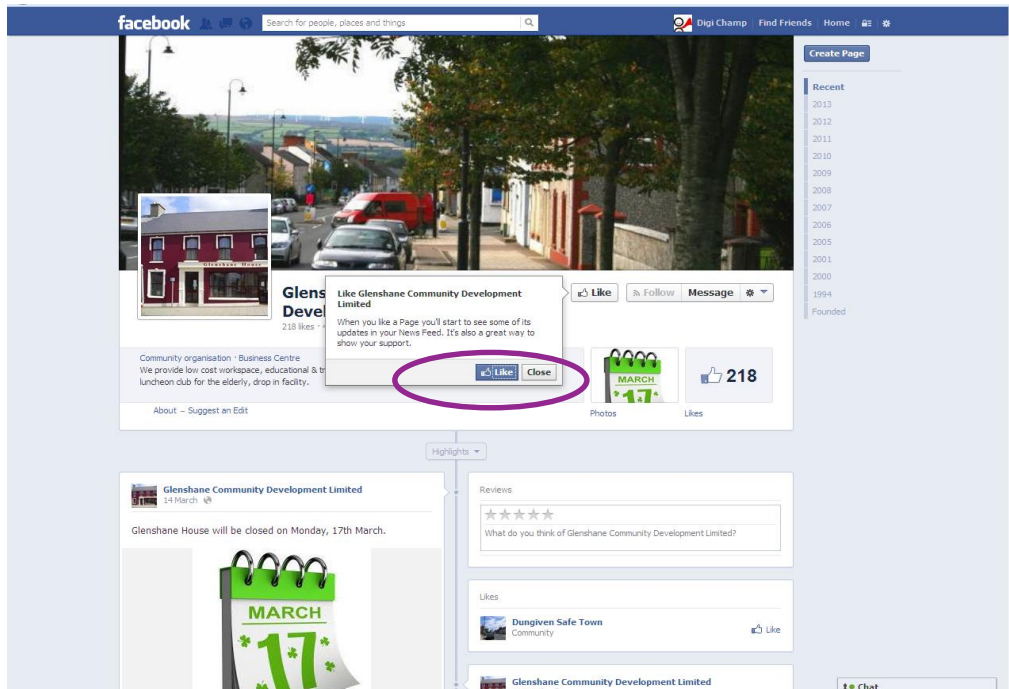 facebook
Search for people, places and things
Digi Champ
Find Friends
Home
Create Page
Recent
2013
2012
2011
2010
2009
2008
2007
2006
2005
2001
2000
1994
Founded
Glenshane House
Glens
Devel
218 likes ·
Like Glenshane Community Development
Limited
When you like a Page you'll start to see some of its
updates in your News Feed. It's also a great way to
show your support.
Like
Close
Like
Follow
Message
Community organisation · Business Centre
We provide low cost workspace, educational & tr
luncheon club for the elderly, drop in facility.
About – Suggest an Edit
MARCH
17
Photos
218
Likes
Highlights
Glenshane Community Development Limited
14 March
Glenshane House will be closed on Monday, 17th March.
MARCH
17
Reviews
What do you think of Glenshane Community Development Limited?
Likes
Dungiven Safe Town
Community
Like
Glenshane Community Development Limited
Chat